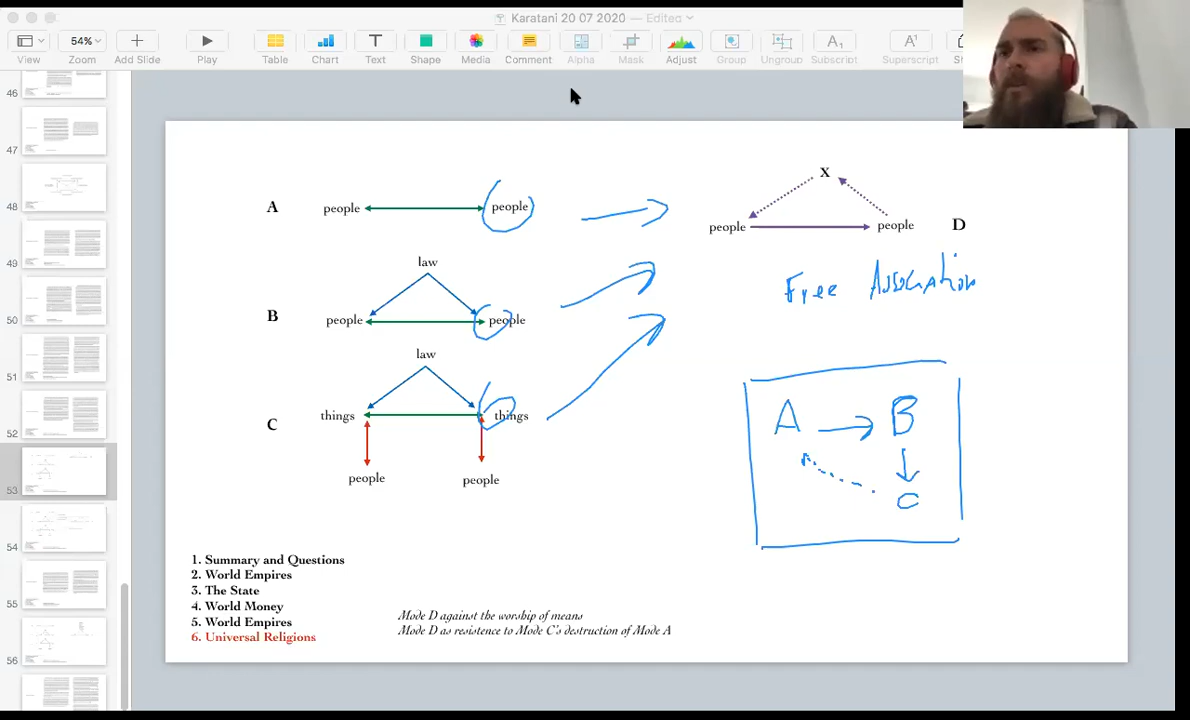 Karatani 20 07 2020 — Edited
54%
View Zoom Add Slide Play Table Chart Text Shape Media Comment Alpha Mask Adjust Group Ungroup Subscript Superscript
46
47
48
49
50
51
52
53
54
55
56
A people people
law
B people people
law
C things things
people people
X
people people D
Free Association
A B
C
1. Summary and Questions
2. World Empires
3. The State
4. World Money
5. World Empires
6. Universal Religions
Mode D against the worship of means
Mode D as resistence to Mode C's destruction of Mode A